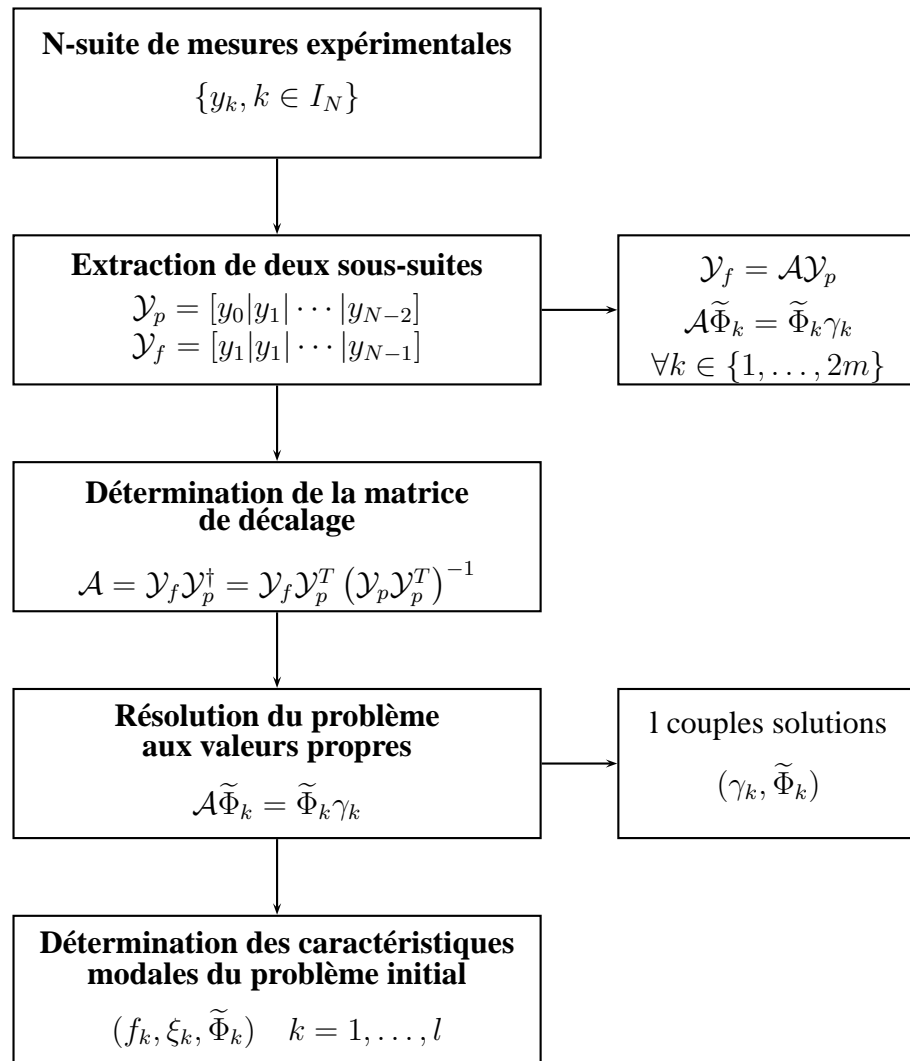 N-suite de mesures expérimentales
{y_k, k ∈ I_N}
Extraction de deux sous-suites
𝒴_p = [y_0|y_1| ⋯ |y_{N−2}]
𝒴_f = [y_1|y_1| ⋯ |y_{N−1}]
𝒴_f = 𝒜𝒴_p
𝒜Φ̃_k = Φ̃_kγ_k
∀k ∈ {1, . . . , 2m}
Détermination de la matrice
de décalage
𝒜 = 𝒴_f𝒴_p^† = 𝒴_f𝒴_p^T (𝒴_p𝒴_p^T)^{−1}
Résolution du problème
aux valeurs propres
𝒜Φ̃_k = Φ̃_kγ_k
l couples solutions
(γ_k, Φ̃_k)
Détermination des caractéristiques
modales du problème initial
(f_k, ξ_k, Φ̃_k) k = 1, . . . , l